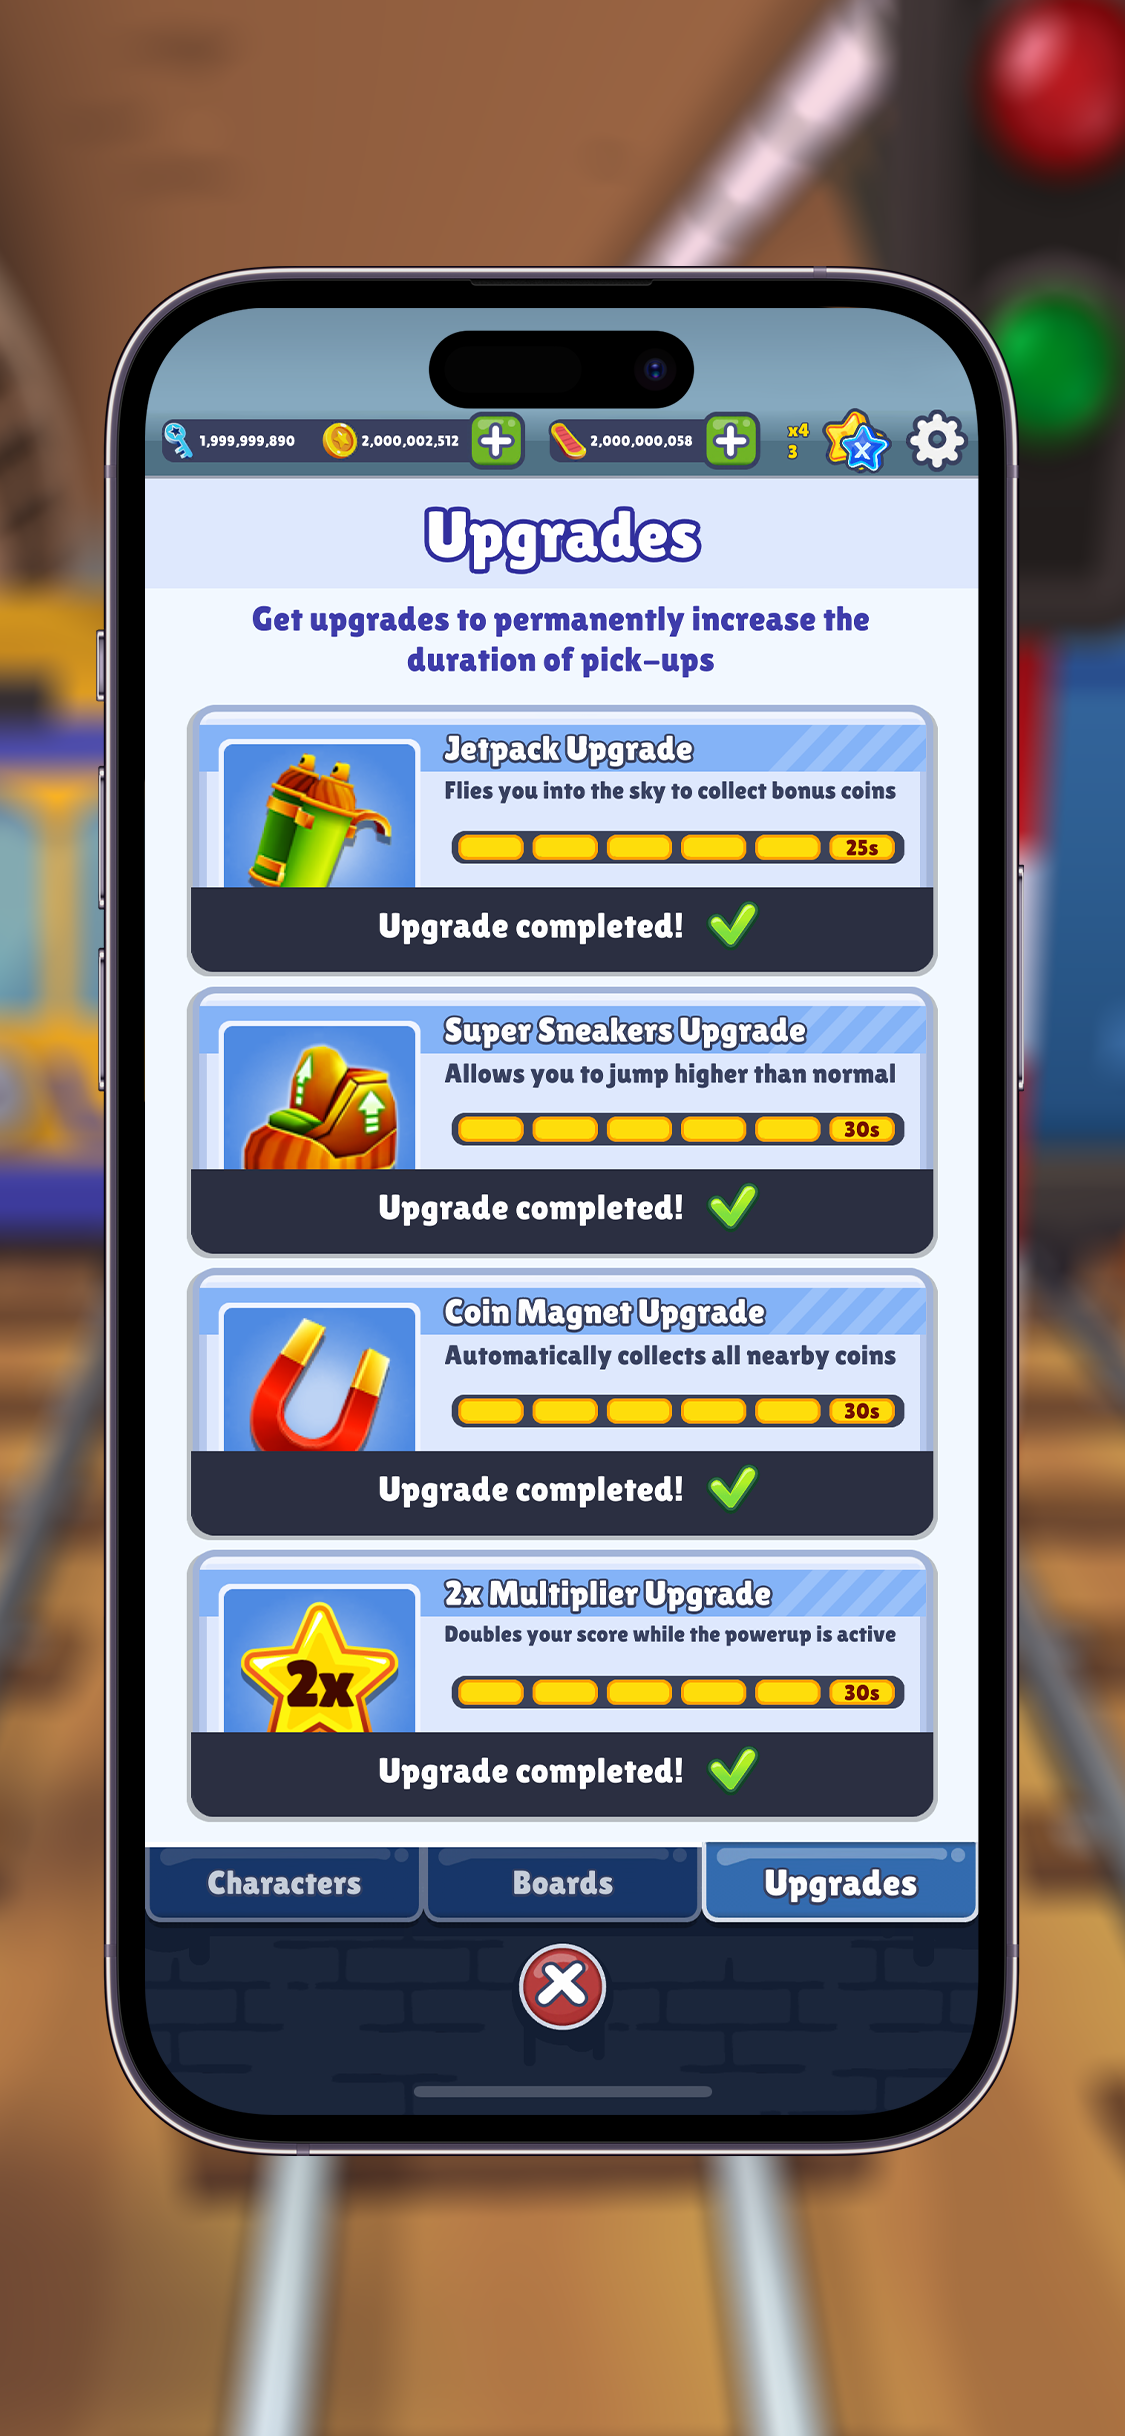 1,999,999,890 2,000,002,512 2,000,000,058 x4
3
Upgrades
Get upgrades to permanently increase the
duration of pick-ups
Jetpack Upgrade
Flies you into the sky to collect bonus coins
25s
Upgrade completed!
Super Sneakers Upgrade
Allows you to jump higher than normal
30s
Upgrade completed!
Coin Magnet Upgrade
Automatically collects all nearby coins
30s
Upgrade completed!
2x Multiplier Upgrade
Doubles your score while the powerup is active
2x
30s
Upgrade completed!
Characters Boards Upgrades